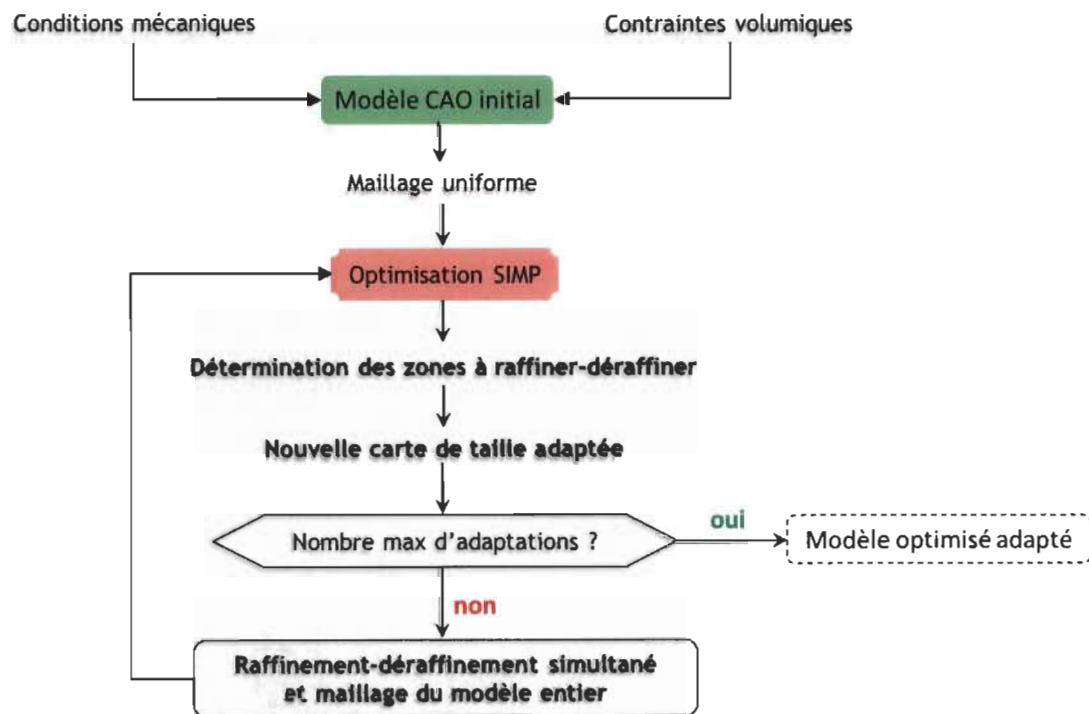 Conditions mécaniques
Contraintes volumiques
Modèle CAO initial
Maillage uniforme
Optimisation SIMP
Détermination des zones à raffiner-déraffiner
Nouvelle carte de taille adaptée
Nombre max d'adaptations ?
oui
Modèle optimisé adapté
non
Raffinement-déraffinement simultané
et maillage du modèle entier